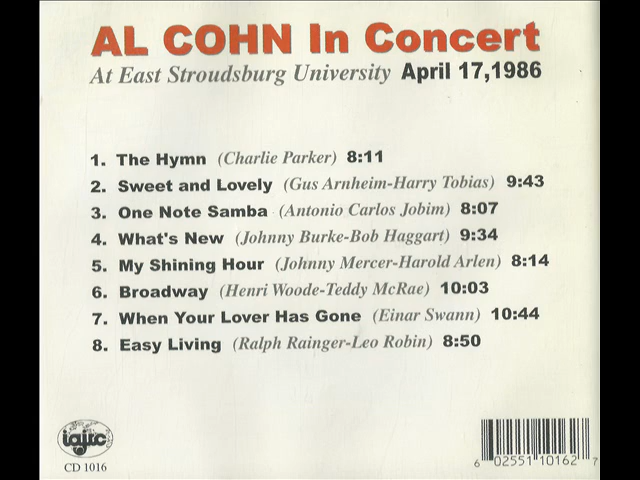 AL COHN In Concert
At East Stroudsburg University April 17,1986
1. The Hymn (Charlie Parker) 8:11
2. Sweet and Lovely (Gus Arnheim-Harry Tobias) 9:43
3. One Note Samba (Antonio Carlos Jobim) 8:07
4. What's New (Johnny Burke-Bob Haggart) 9:34
5. My Shining Hour (Johnny Mercer-Harold Arlen) 8:14
6. Broadway (Henri Woode-Teddy McRae) 10:03
7. When Your Lover Has Gone (Einar Swann) 10:44
8. Easy Living (Ralph Rainger-Leo Robin) 8:50
iajrc
CD 1016
6 02551 10162 7